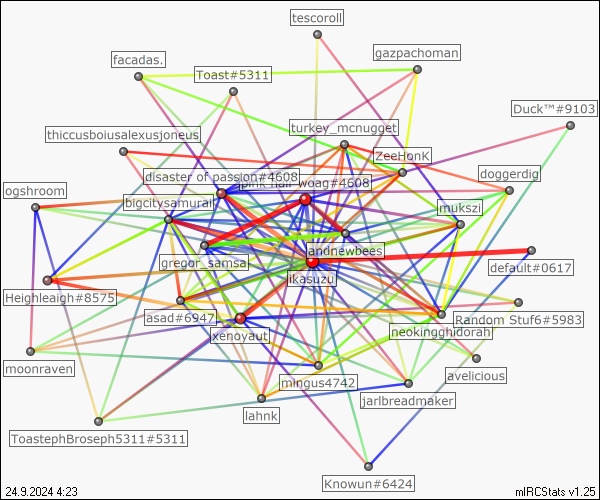 tescoroll
gazpachoman
facadas.
Toast#5311
Duck™#9103
turkey_mcnugget
thiccusboiusalexusjoneus
ZeeHonK
disaster of passion#4608
pink hair woag#4608
doggerdig
ogshroom
bigcitysamurai
mukszi
landnewbees
gregor_samsa
default#0617
ikasuzui
Heighleaigh#8575
asad#6947
Random Stuf6#5983
neokingghidorah
xenoyaut
moonraven
avelicious
mingus4742
jarlbreadmaker
lahnk
ToastephBroseph5311#5311
Knowun#6424
24.9.2024 4:23
mIRCStats v1.25